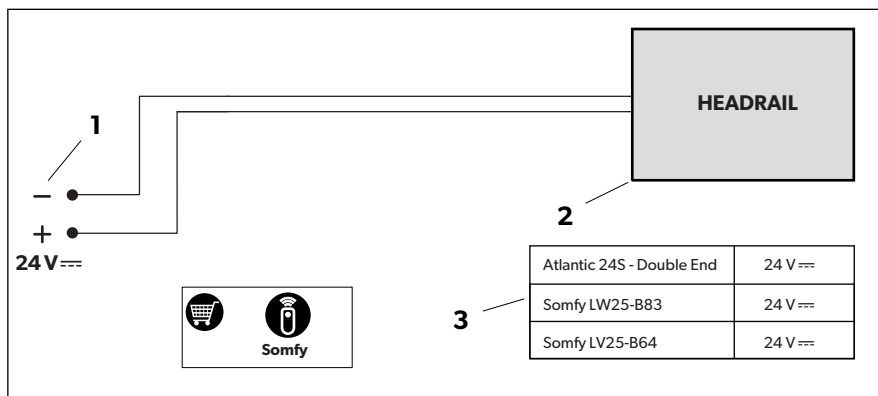 HEADRAIL
1
−
+
24 V ⎓
2
Atlantic 24S - Double End 24 V ⎓
3
Somfy LW25-B83 24 V ⎓
Somfy LV25-B64 24 V ⎓
Somfy